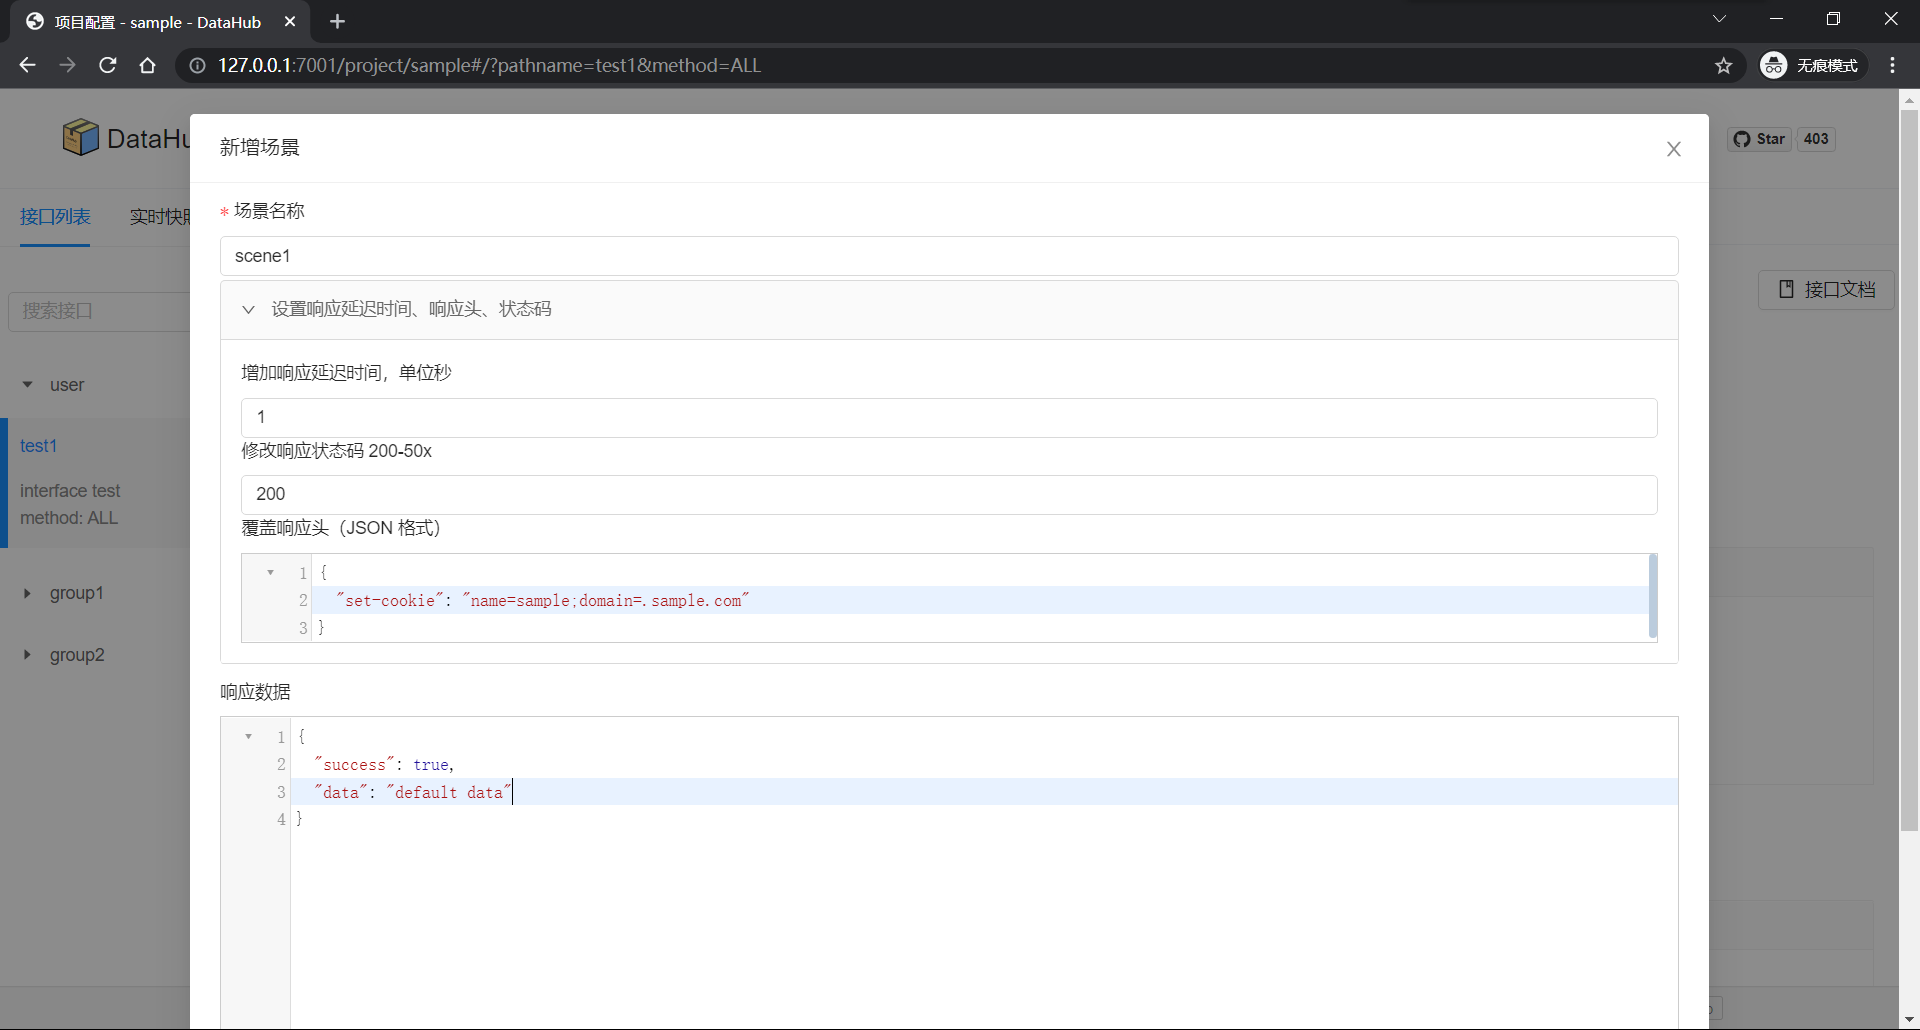 项目配置 - sample - DataHub
127.0.0.1:7001/project/sample#/?pathname=test1&method=ALL
无痕模式
DataHu
新增场景
Star 403
接口列表
实时快照
* 场景名称
scene1
接口文档
搜索接口
设置响应延迟时间、响应头、状态码
user
增加响应延迟时间，单位秒
1
test1
修改响应状态码 200-50x
interface test
200
method: ALL
覆盖响应头（JSON 格式）
1 {
2 "set-cookie": "name=sample;domain=.sample.com"
3 }
group1
group2
响应数据
1 {
2 "success": true,
3 "data": "default data"
4 }